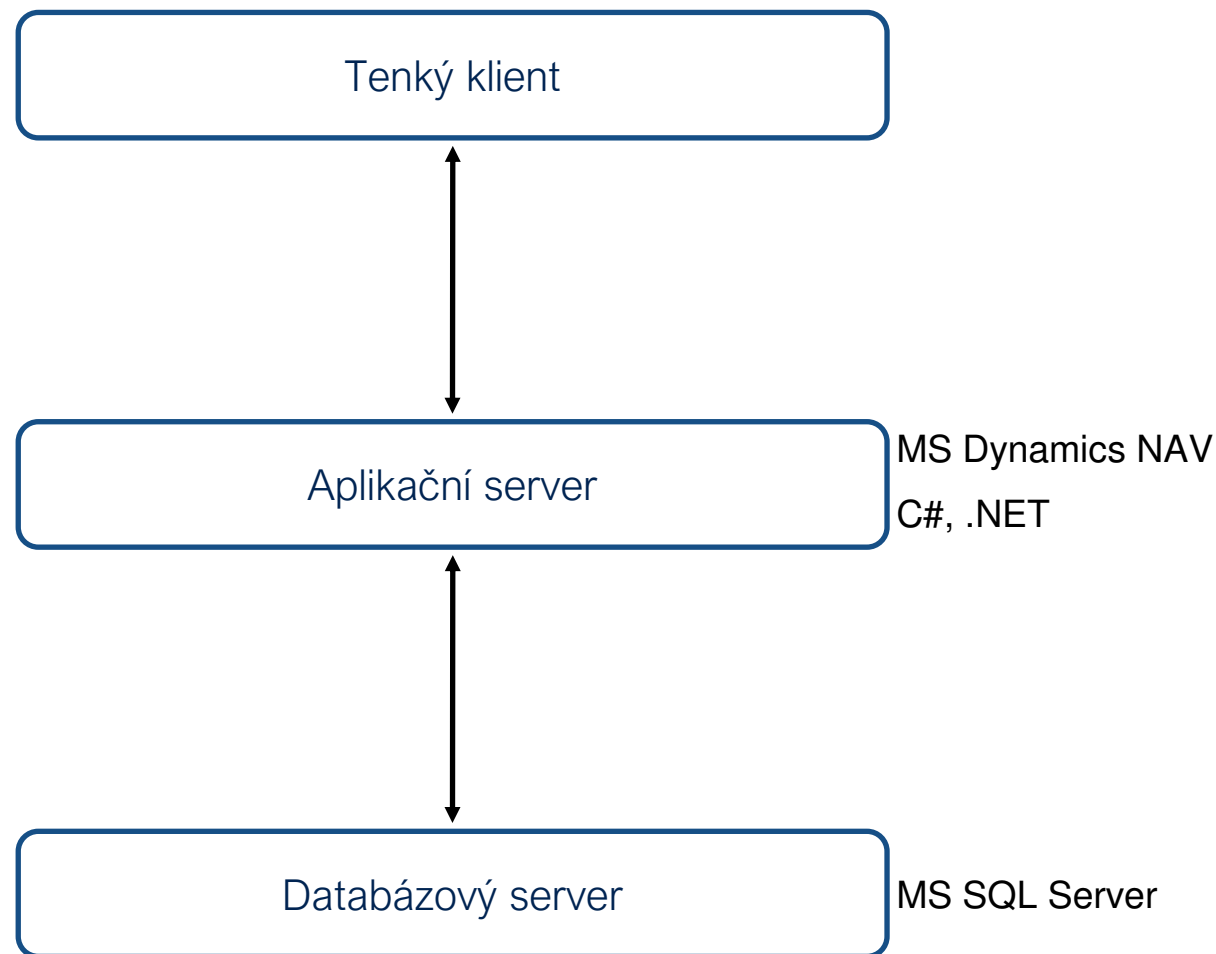 Tenký klient
Aplikační server
MS Dynamics NAV
C#, .NET
Databázový server
MS SQL Server